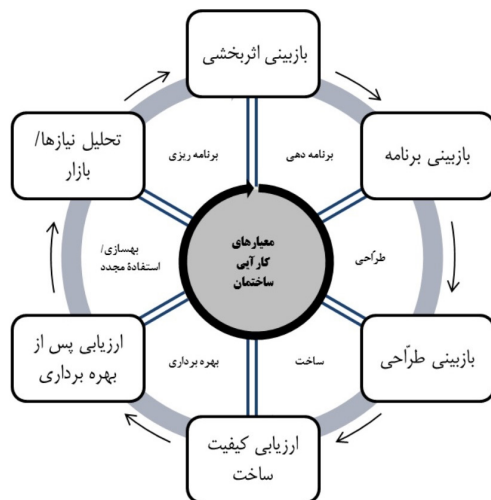 بازبینی اثربخشی
تحلیل نیازها/
بازار
برنامه ریزی
برنامه دهی
بازبینی برنامه
معیارهای
کارآیی
ساختمان
بهسازی/
استفادۀ مجدد
طرّاحی
ارزیابی پس از
بهره برداری
بهره برداری
ساخت
بازبینی طرّاحی
ارزیابی کیفیت
ساخت